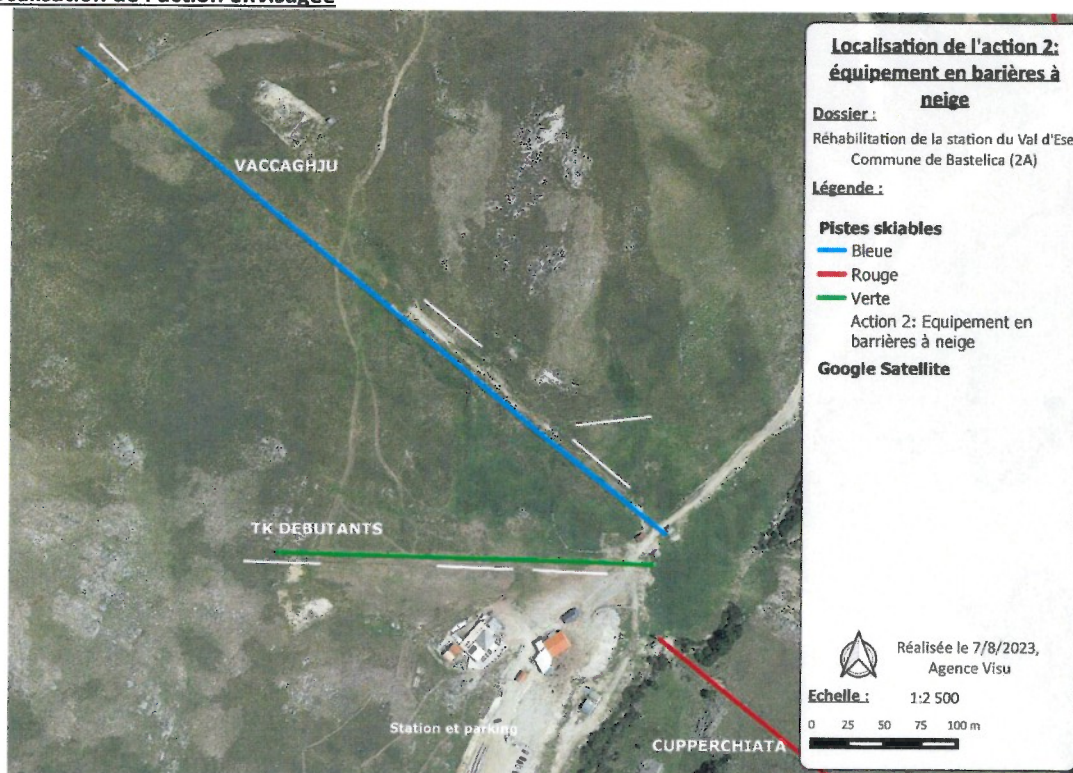 VACCAGHJU
TK DEBUTANTS
Station et parking
CUPPERCHIATA
Localisation de l'action 2:
équipement en barières à
neige
Dossier :
Réhabilitation de la station du Val d'Ese
Commune de Bastelica (2A)
Légende :
Pistes skiables
Bleue
Rouge
Verte
Action 2: Equipement en
barrières à neige
Google Satellite
Réalisée le 7/8/2023,
Agence Visu
Echelle : 1:2 500
0 25 50 75 100 m